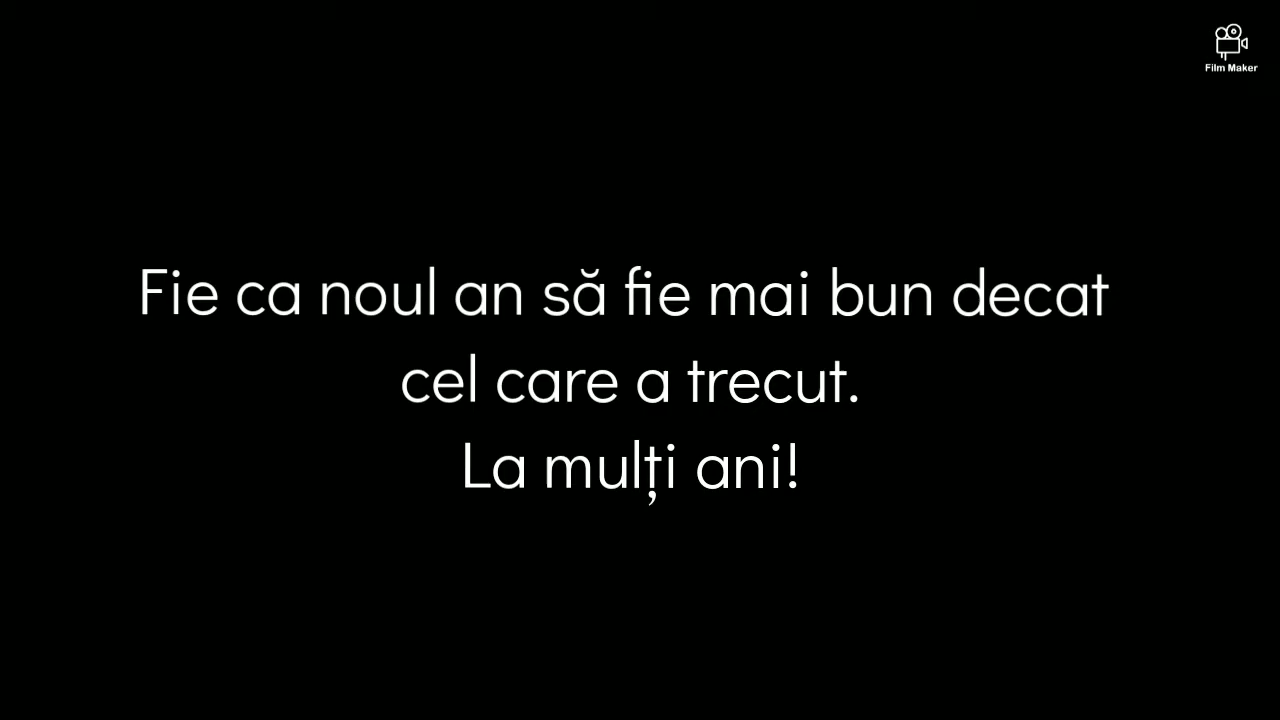 Film Maker
Fie ca noul an să fie mai bun decat
cel care a trecut.
La mulți ani!